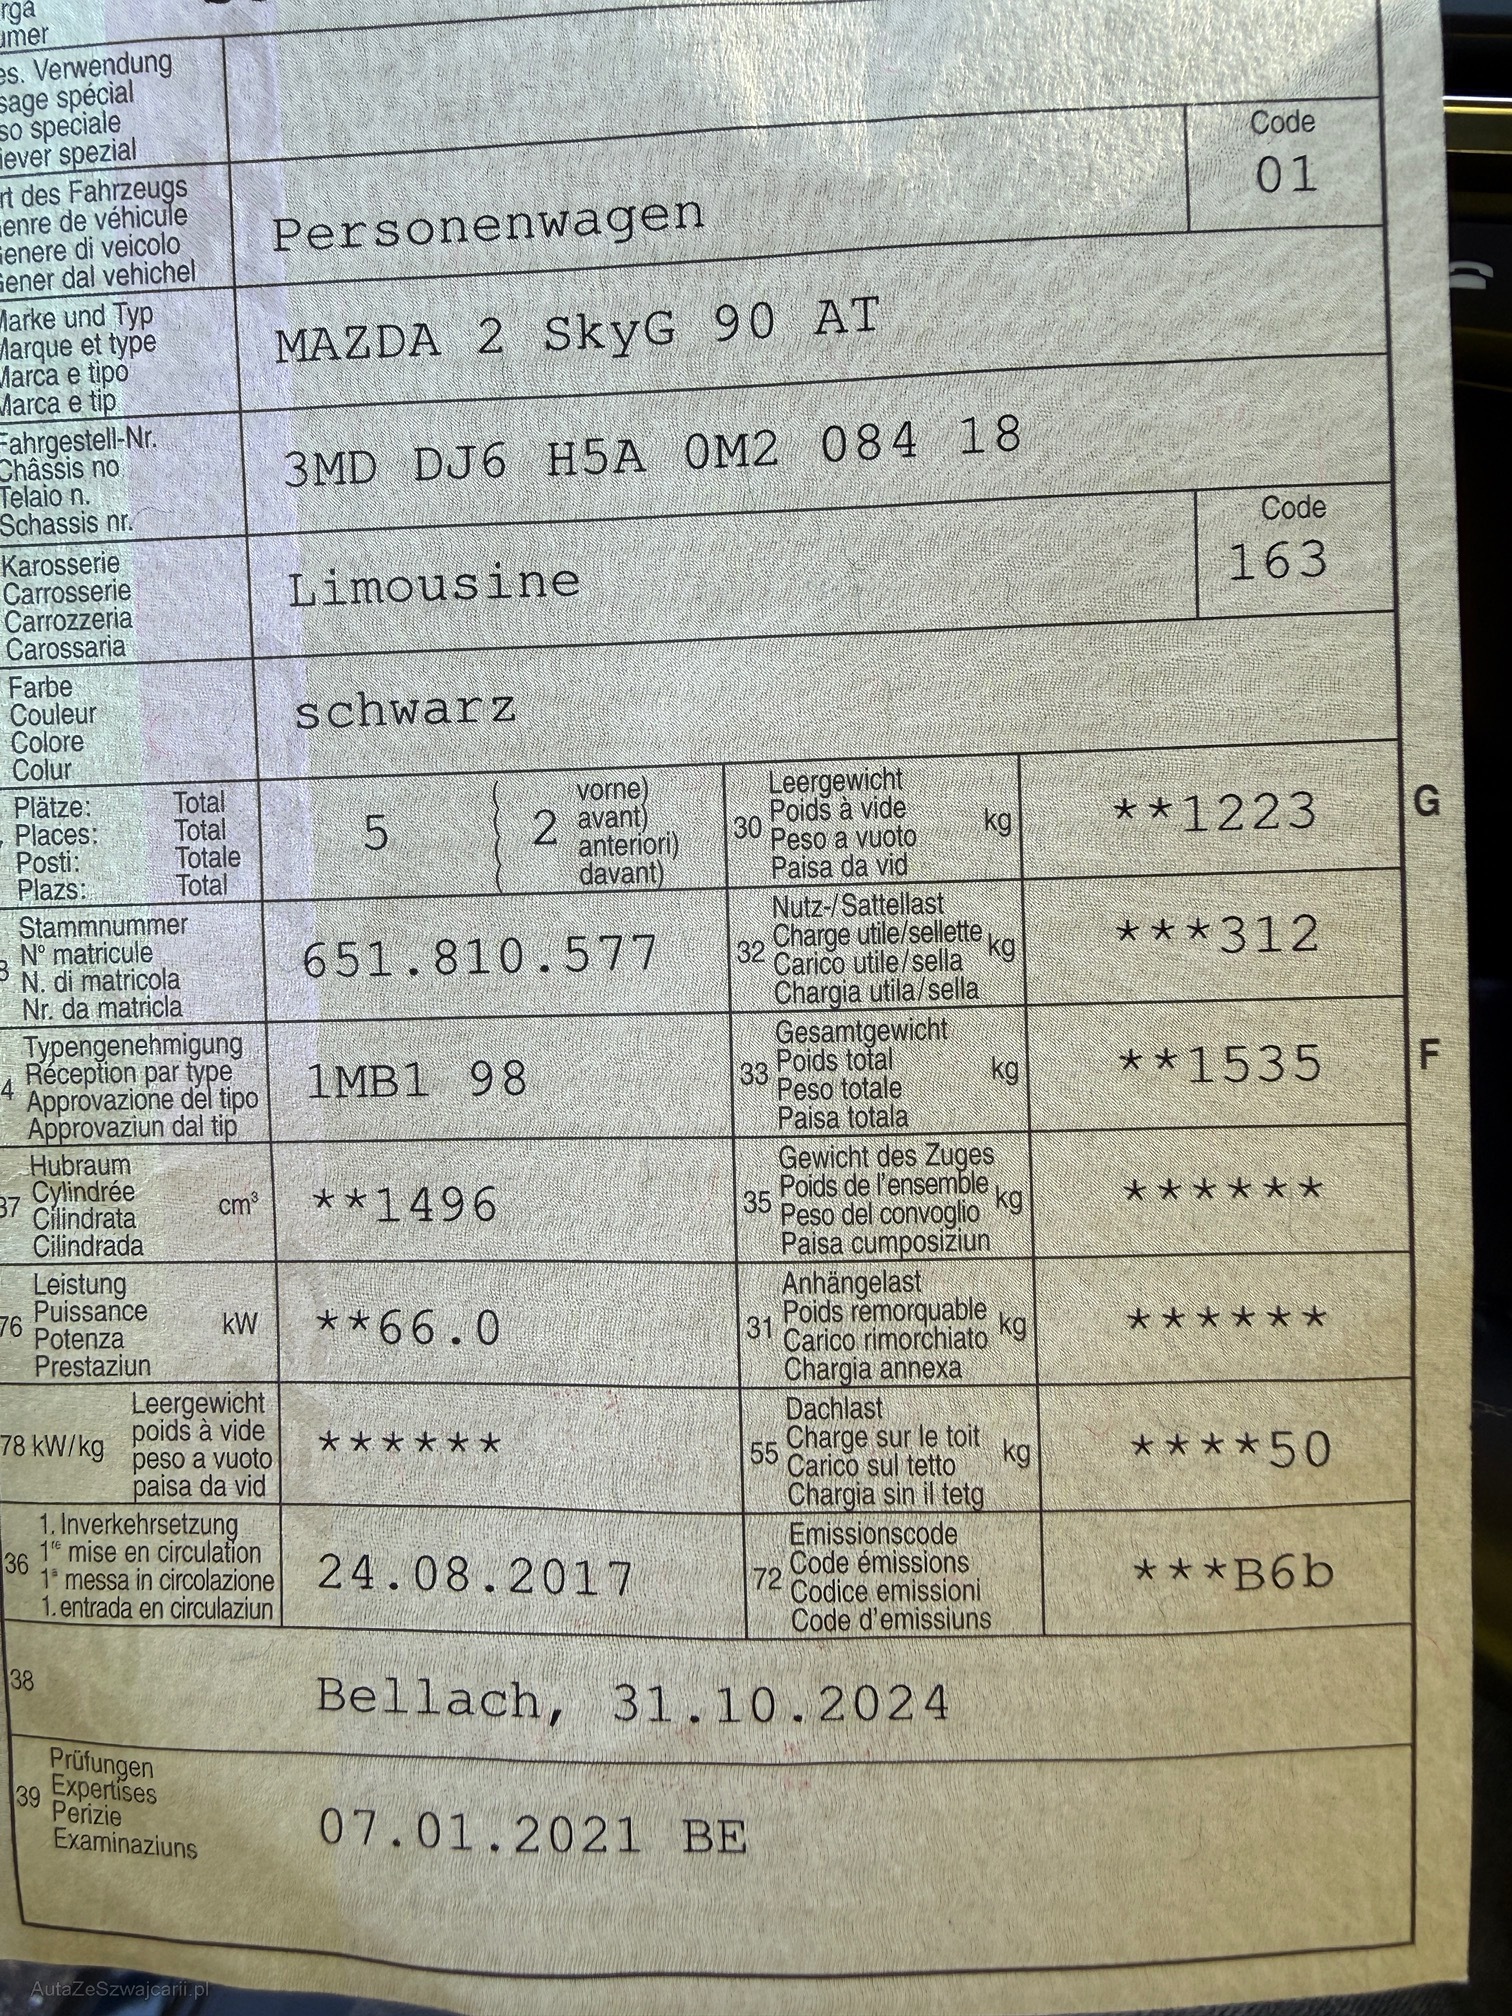 umer
Verwendung
spécial
speciale
spezial
des Fahrzeugs
de véhicule
di veicolo
dal vehichel
Personenwagen
Code
01
Marke und Typ
Marque et type
Marca e tipo
Marca e tip
MAZDA 2 SkyG 90 AT
Fahrgestell-Nr.
Châssis no
Telaio n.
Schassis nr.
3MD DJ6 H5A 0M2 084 18
Karosserie
Carrosserie
Carrozzeria
Carossaria
Limousine
Code
163
Farbe
Couleur
Colore
Colur
schwarz
Plätze: Total
Places: Total
Posti: Totale
Plazs: Total
5
( 2
vorne)
avant)
anteriori)
davant)
30
Leergewicht
Poids à vide
Peso a vuoto
Paisa da vid
kg
**1223
G
Stammnummer
N° matricule
N. di matricola
Nr. da matricla
651.810.577
32
Nutz-/Sattellast
Charge utile/sellette
Carico utile/sella
Chargia utila/sella
kg
***312
Typengenehmigung
Réception par type
Approvazione del tipo
Approvaziun dal tip
1MB1 98
33
Gesamtgewicht
Poids total
Peso totale
Paisa totala
kg
**1535
F
37
Hubraum
Cylindrée
Cilindrata
Cilindrada
cm³
**1496
35
Gewicht des Zuges
Poids de l'ensemble
Peso del convoglio
Paisa cumposiziun
kg
******
76
Leistung
Puissance
Potenza
Prestaziun
kW
**66.0
31
Anhängelast
Poids remorquable
Carico rimorchiato
Chargia annexa
kg
******
78 kW/kg
Leergewicht
poids à vide
peso a vuoto
paisa da vid
******
55
Dachlast
Charge sur le toit
Carico sul tetto
Chargia sin il tetg
kg
****50
36
1. Inverkehrsetzung
1re mise en circulation
1a messa in circolazione
1. entrada en circulaziun
24.08.2017
72
Emissionscode
Code émissions
Codice emissioni
Code d'emissiuns
***B6b
38
Bellach, 31.10.2024
39
Prüfungen
Expertises
Perizie
Examinaziuns
07.01.2021 BE
AutaZeSzwajcarii.pl